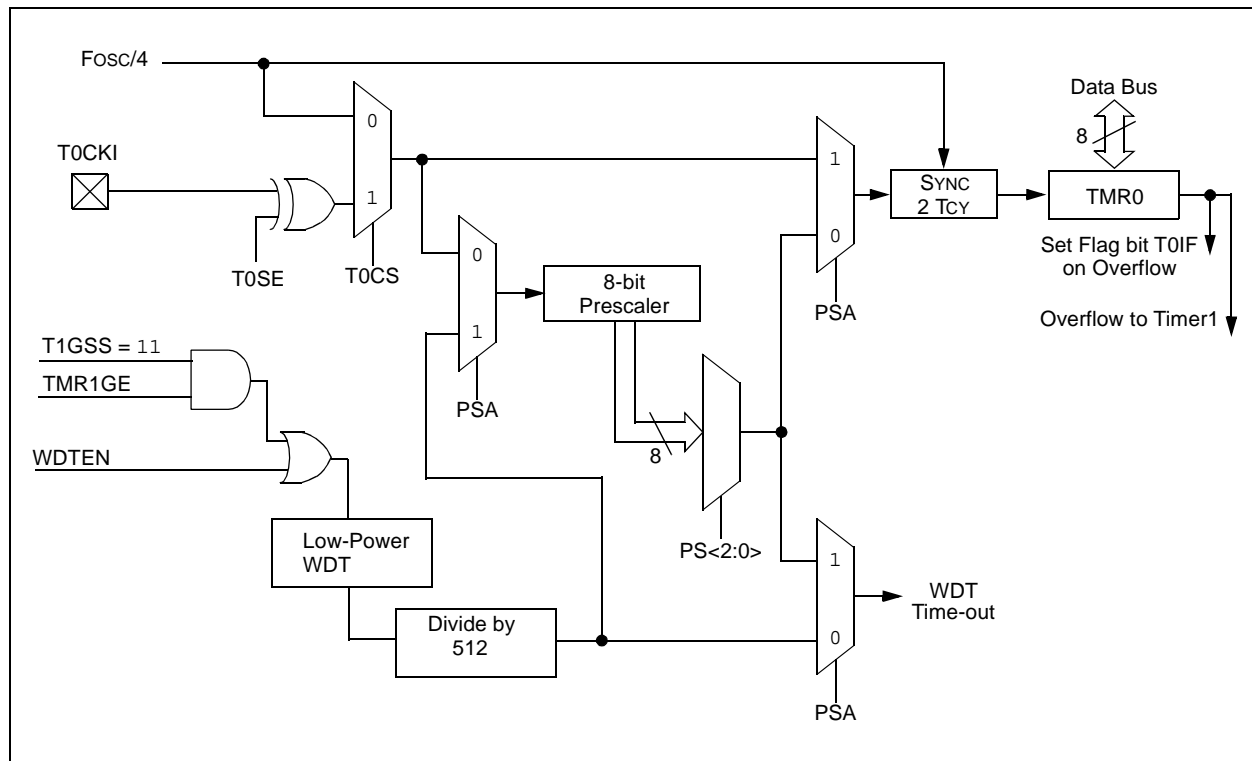 FOSC/4
Data Bus
8
T0CKI
0
1
1
0
SYNC
2 TCY
TMR0
T0SE
T0CS
0
1
8-bit
Prescaler
PSA
Set Flag bit T0IF
on Overflow
Overflow to Timer1
T1GSS = 11
TMR1GE
PSA
WDTEN
8
Low-Power
WDT
PS<2:0>
1
0
WDT
Time-out
Divide by
512
PSA